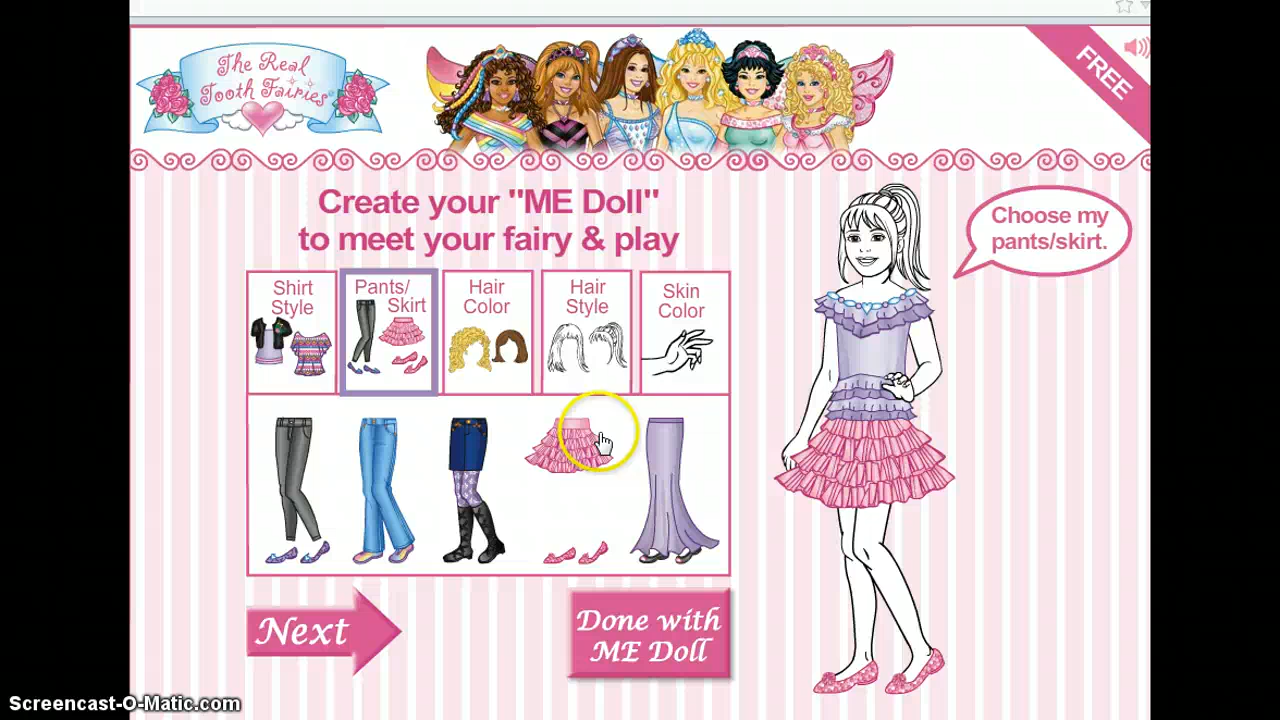 The Real
Tooth Fairies
FREE
Create your "ME Doll"
to meet your fairy & play
Choose my
pants/skirt.
Shirt
Style
Pants/
Skirt
Hair
Color
Hair
Style
Skin
Color
Next
Done with
ME Doll
Screencast-O-Matic.com